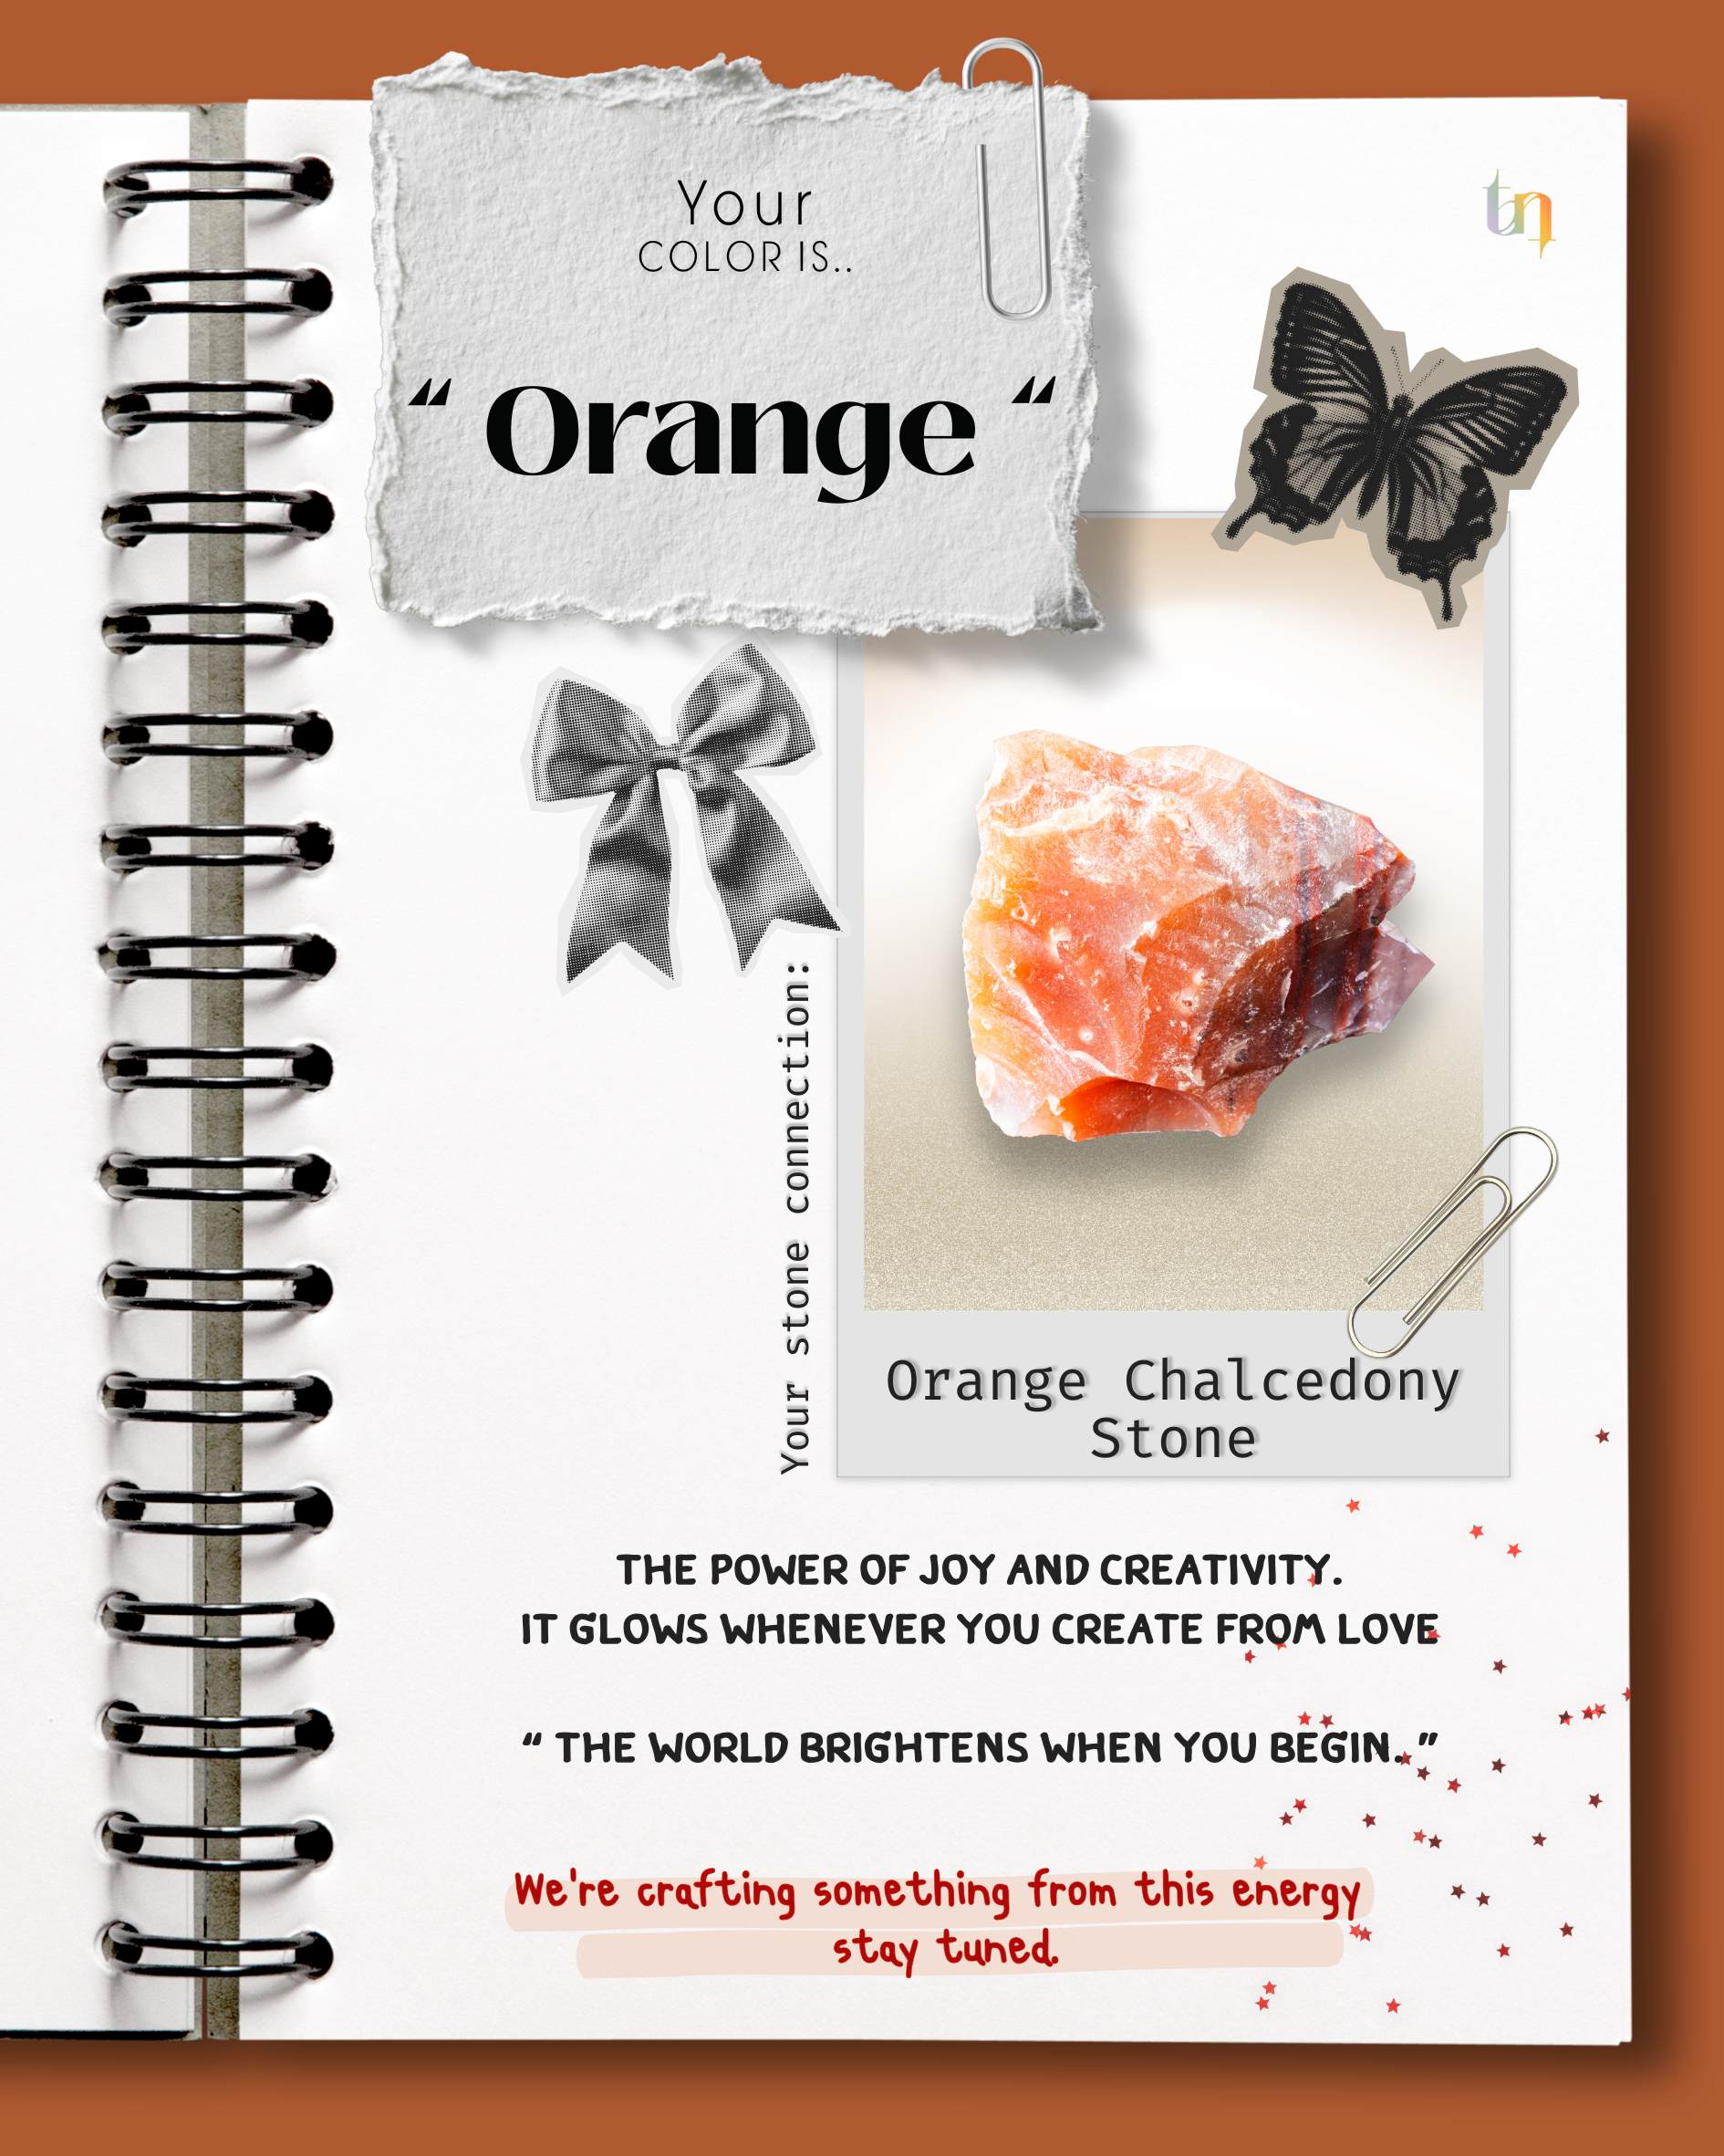 Your
COLOR IS..
“ Orange “
tn
Your stone connection:
Orange Chalcedony
Stone
THE POWER OF JOY AND CREATIVITY.
IT GLOWS WHENEVER YOU CREATE FROM LOVE
“ THE WORLD BRIGHTENS WHEN YOU BEGIN. ”
We're crafting something from this energy
stay tuned.